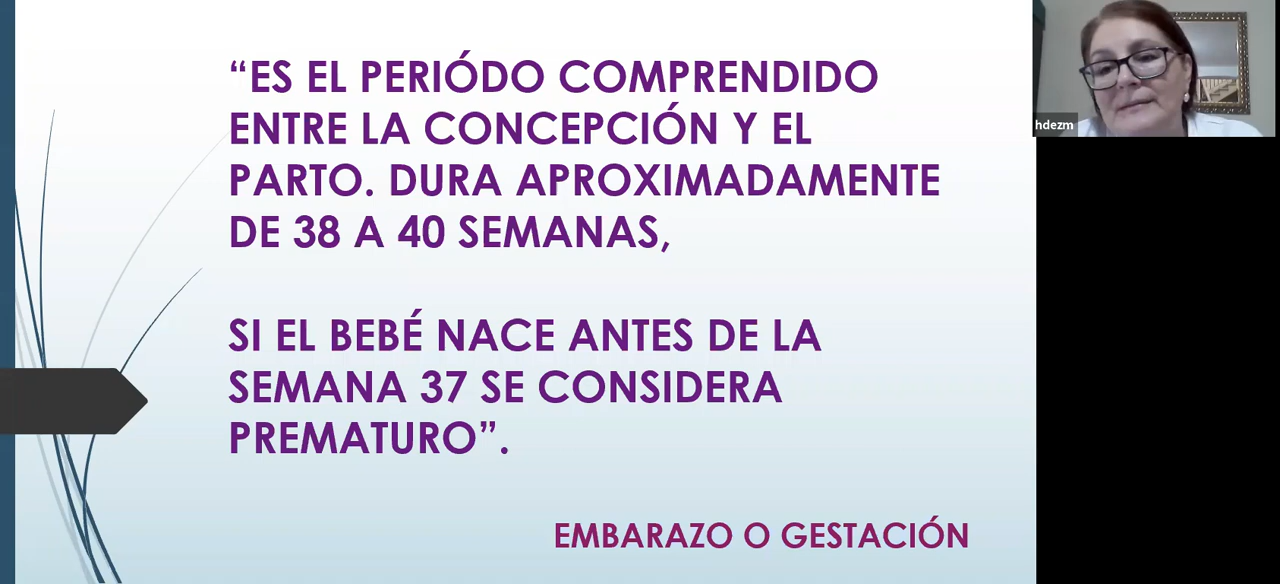 “ES EL PERIÓDO COMPRENDIDO
ENTRE LA CONCEPCIÓN Y EL
PARTO. DURA APROXIMADAMENTE
DE 38 A 40 SEMANAS,
SI EL BEBÉ NACE ANTES DE LA
SEMANA 37 SE CONSIDERA
PREMATURO”.
EMBARAZO O GESTACIÓN
hdezm